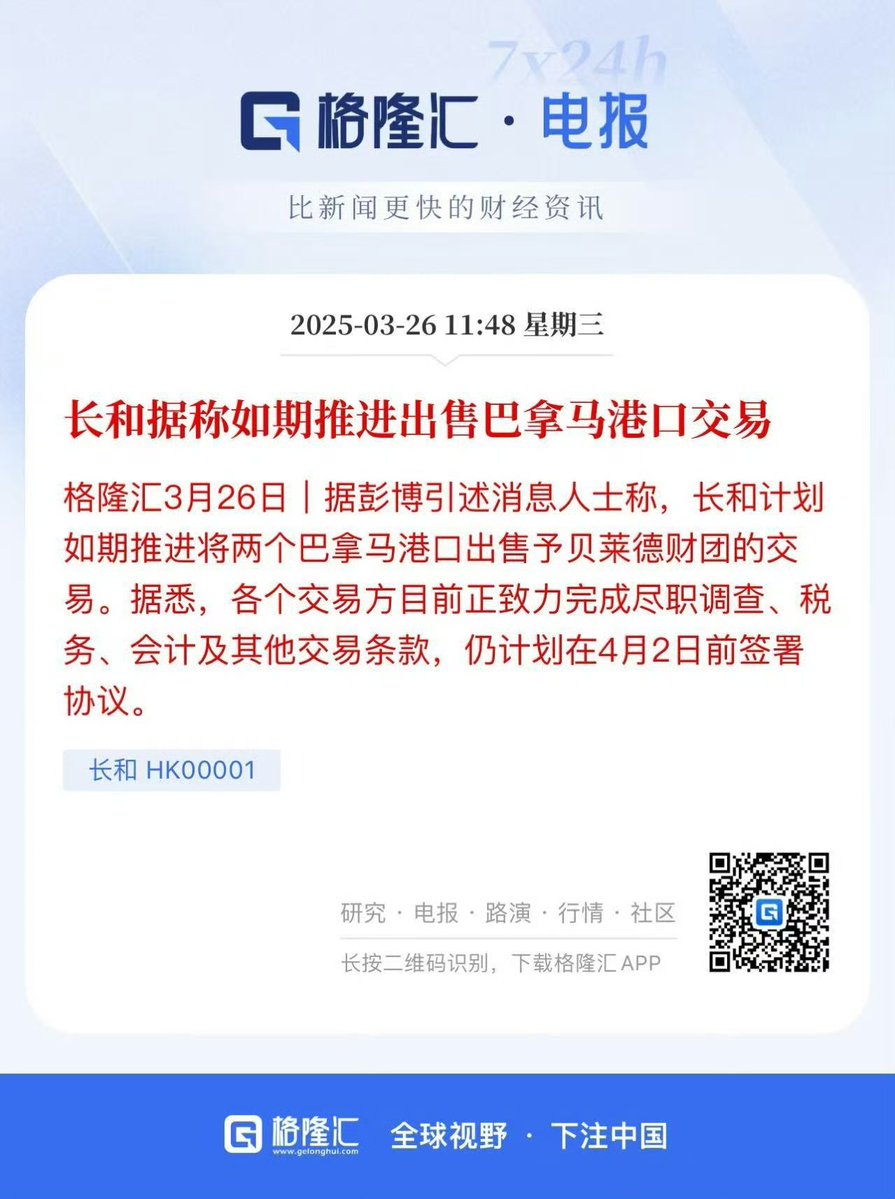 7x24h
格隆汇 · 电报
比新闻更快的财经资讯
2025-03-26 11:48 星期三
长和据称如期推进出售巴拿马港口交易
格隆汇3月26日｜据彭博引述消息人士称，长和计划
如期推进将两个巴拿马港口出售予贝莱德财团的交
易。据悉，各个交易方目前正致力完成尽职调查、税
务、会计及其他交易条款，仍计划在4月2日前签署
协议。
长和 HK00001
研究 · 电报 · 路演 · 行情 · 社区
长按二维码识别，下载格隆汇APP
格隆汇
www.gelonghui.com
全球视野 · 下注中国